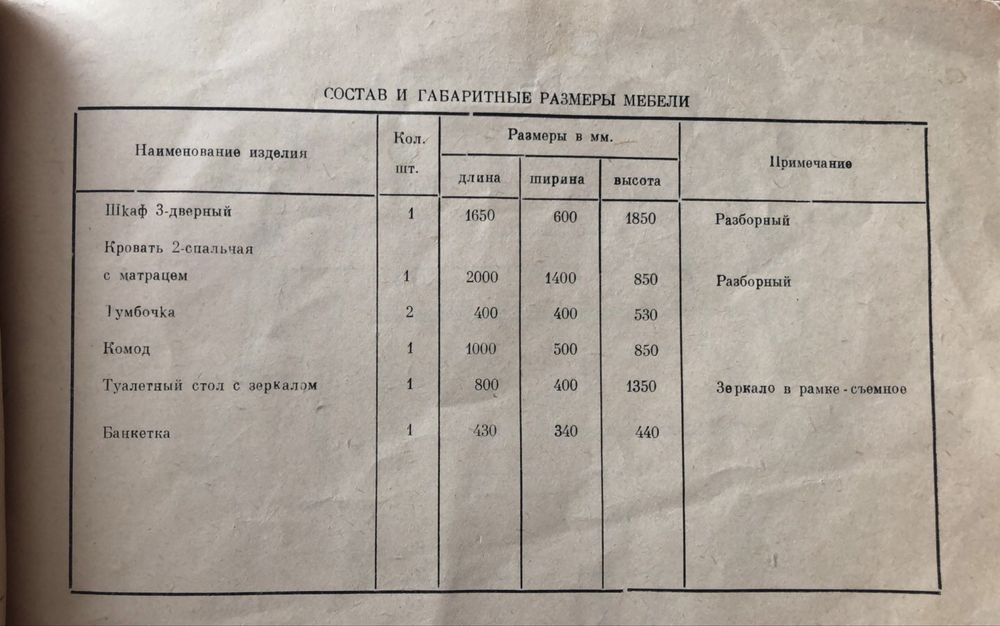 СОСТАВ И ГАБАРИТНЫЕ РАЗМЕРЫ МЕБЕЛИ
Наименование изделия Кол. шт. Размеры в мм. Примечание
длина ширина высота
Шкаф 3-дверный 1 1650 600 1850 Разборный
Кровать 2-спальчая
с матрацем 1 2000 1400 850 Разборный
Тумбочка 2 400 400 530
Комод 1 1000 500 850
Туалетный стол с зеркалом 1 800 400 1350 Зеркало в рамке-съемное
Банкетка 1 430 340 440